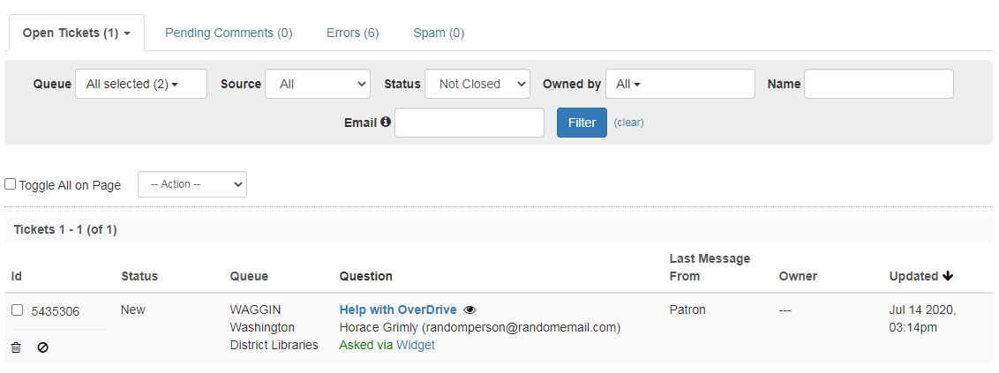 Open Tickets (1) Pending Comments (0) Errors (6) Spam (0)
Queue All selected (2) Source All Status Not Closed Owned by All Name
Email Filter (clear)
Toggle All on Page -- Action --
Tickets 1 - 1 (of 1)
Id Status Queue Question Last Message From Owner Updated
5435306 New WAGGIN Help with OverDrive Patron --- Jul 14 2020,
Washington Horace Grimly (randomperson@randomemail.com) 03:14pm
District Libraries Asked via Widget